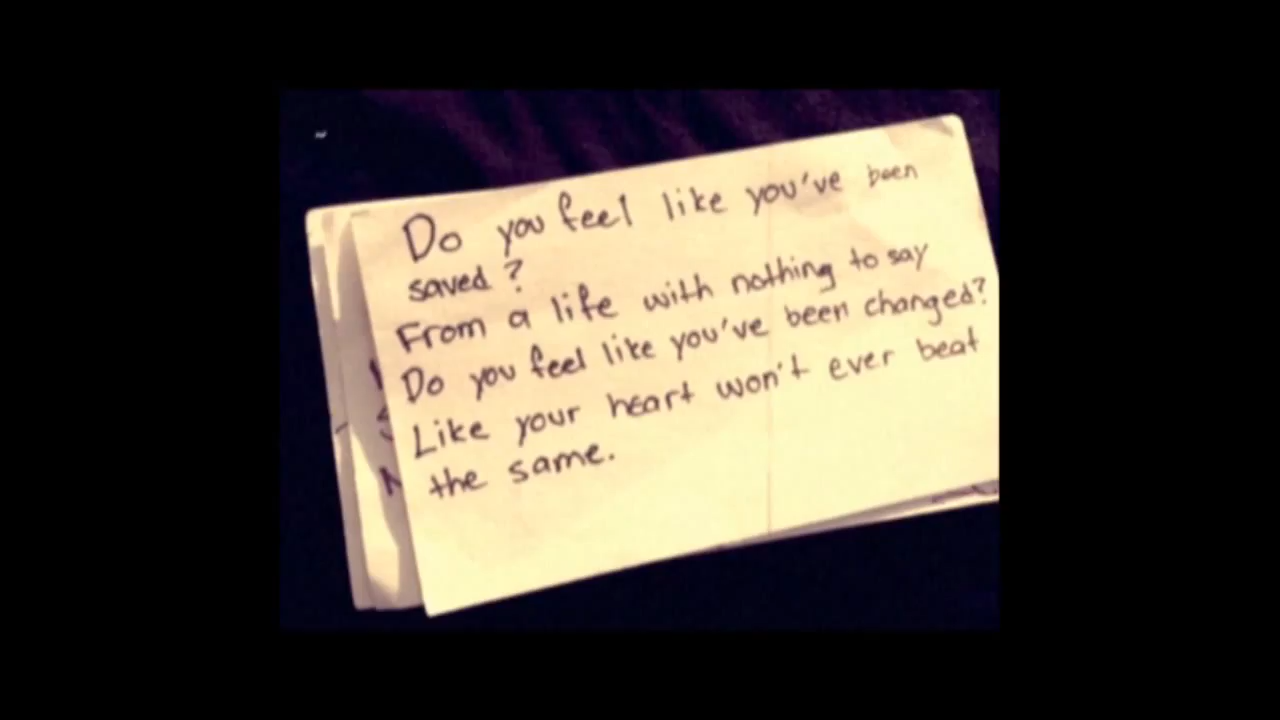 Do you feel like you've been
saved?
From a life with nothing to say
Do you feel like you've been changed?
Like your heart won't ever beat
the same.